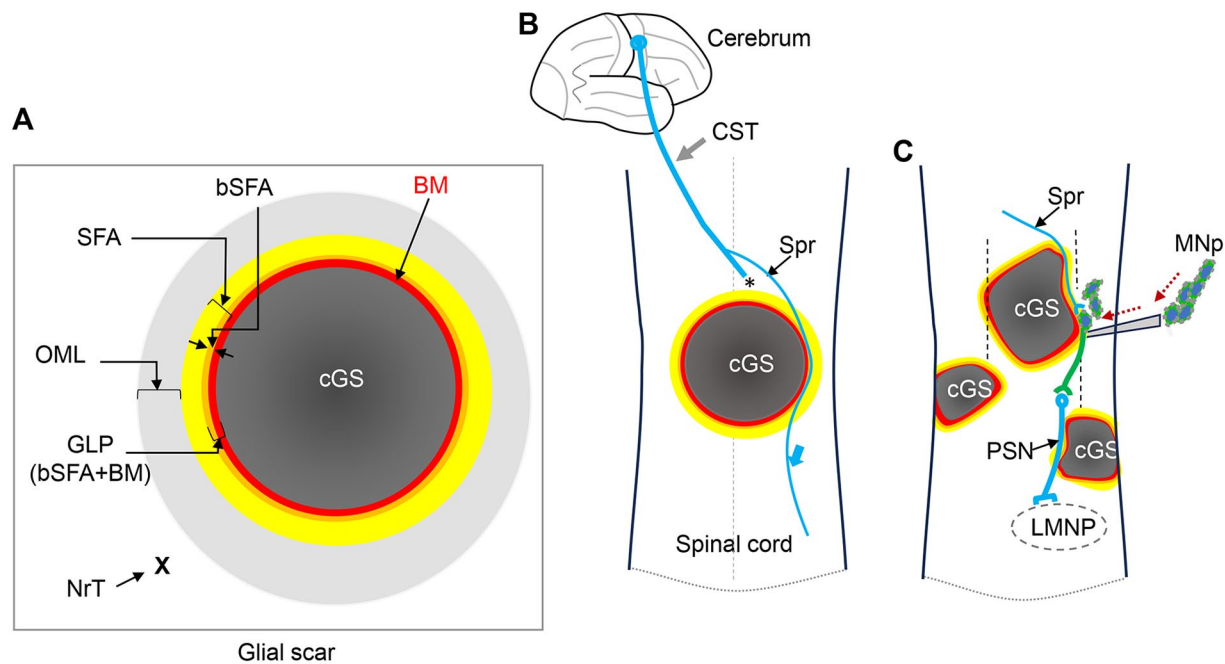 A
bSFA
BM
SFA
OML
cGS
GLP
(bSFA+BM)
NrT
X
Glial scar
B
Cerebrum
CST
Spr
*
cGS
Spinal cord
C
Spr
MNp
cGS
cGS
PSN
cGS
LMNP